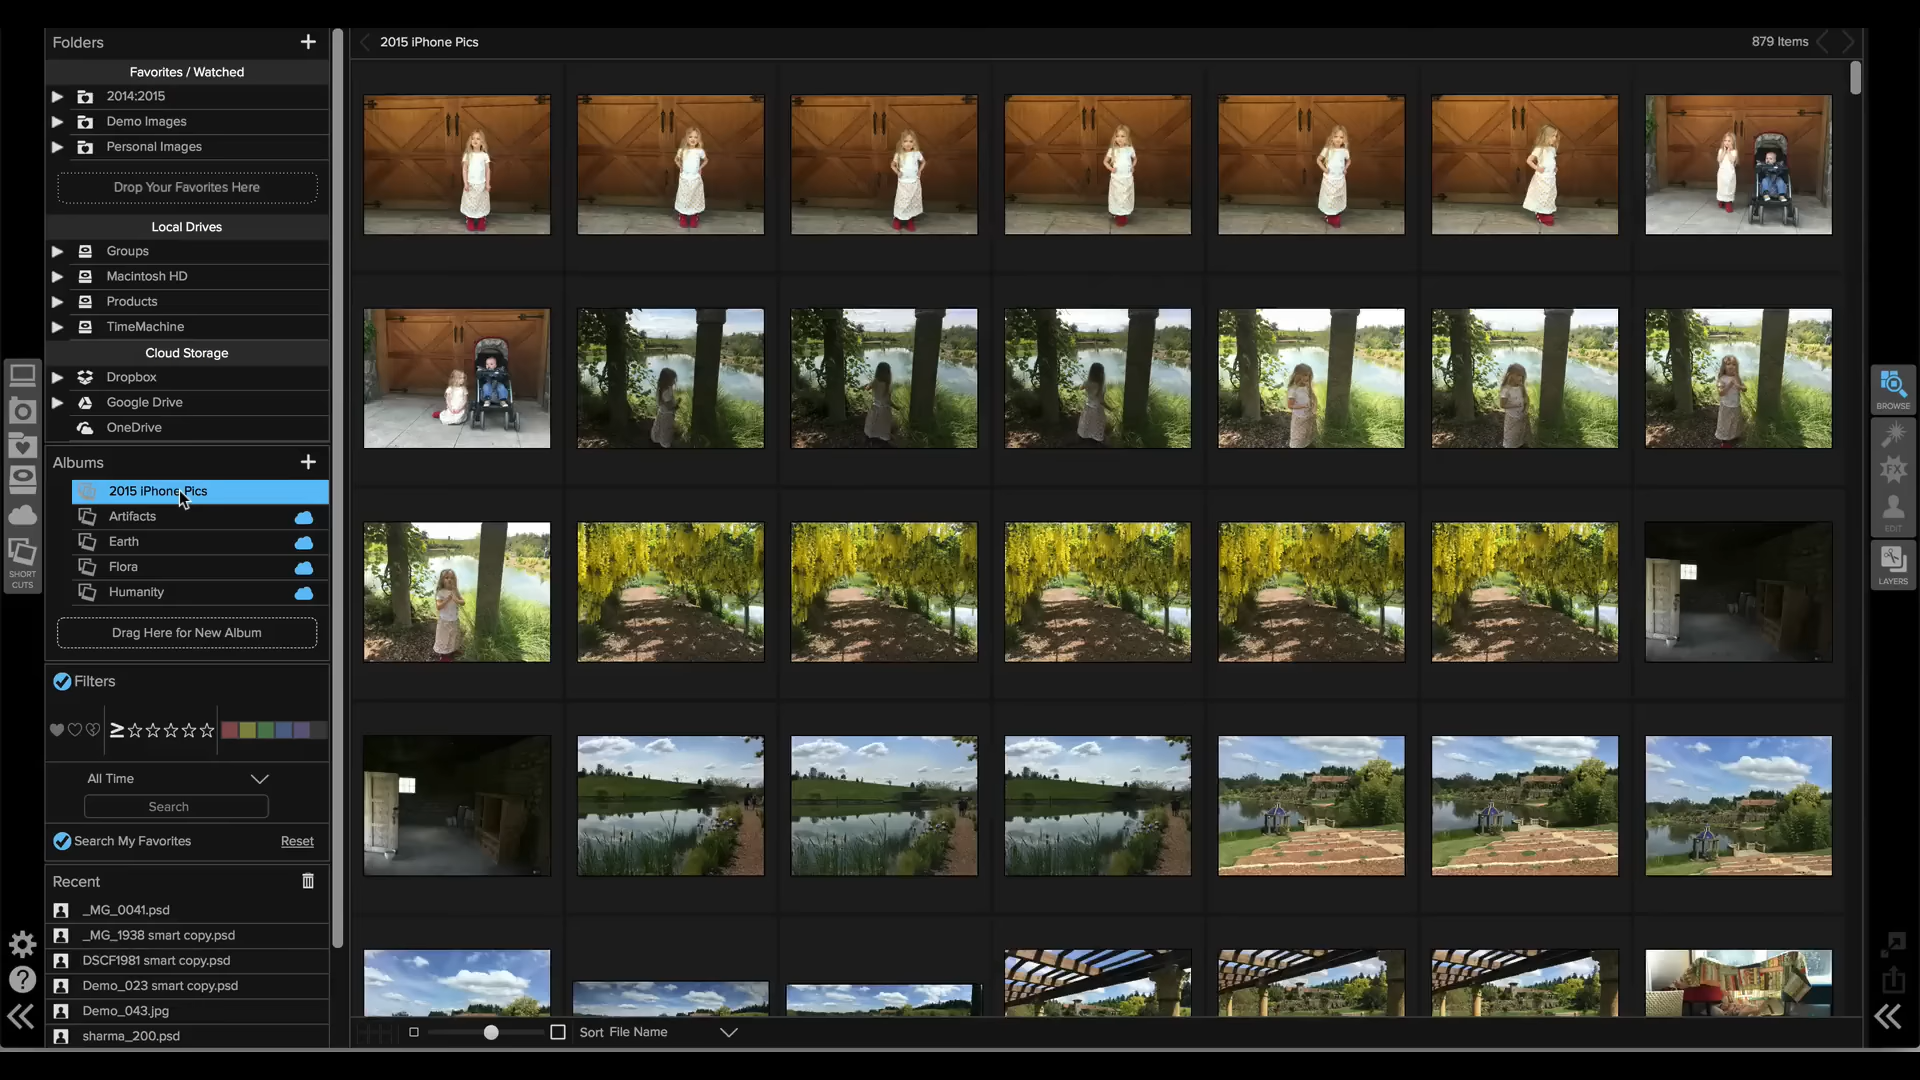 Folders
2015 iPhone Pics
879 Items
Favorites / Watched
2014:2015
Demo Images
Personal Images
Drop Your Favorites Here
Local Drives
Groups
Macintosh HD
Products
TimeMachine
Cloud Storage
Dropbox
Google Drive
OneDrive
Albums
2015 iPhone Pics
Artifacts
Earth
Flora
Humanity
Drag Here for New Album
Filters
All Time
Search
Search My Favorites
Reset
Recent
_MG_0041.psd
_MG_1938 smart copy.psd
DSCF1981 smart copy.psd
Demo_023 smart copy.psd
Demo_043.jpg
sharma_200.psd
SHORT
CUTS
Sort File Name
BROWSE
FX
EDIT
LAYERS